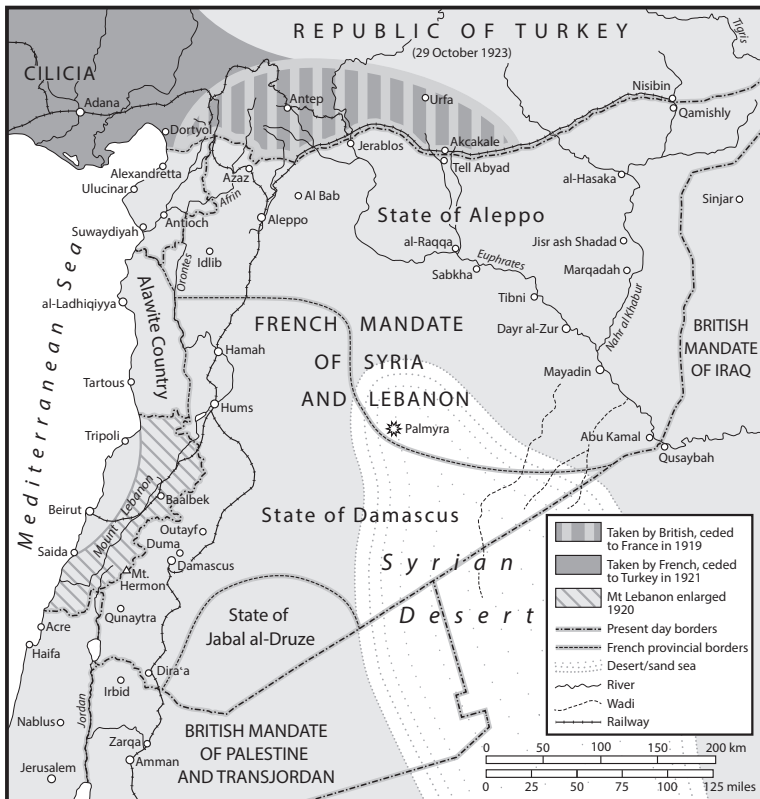 REPUBLIC OF TURKEY
(29 October 1923)
Tigris
CILICIA
Adana
Antep
Urfa
Nisibin
Qamishly
Dortyol
Jerablos
Akcakale
Tell Abyad
Alexandretta
Ulucinar
Azaz
Afrin
Al Bab
al-Hasaka
Sinjar
Antioch
Aleppo
State of Aleppo
Suwaydiyah
Idlib
al-Raqqa
Jisr ash Shadad
Orontes
Sabkha
Euphrates
Marqadah
Mediterranean Sea
al-Ladhiqiyya
Alawite Country
Tibni
Nahr al Khabur
FRENCH MANDATE
OF SYRIA
AND LEBANON
Dayr al-Zur
BRITISH
MANDATE
OF IRAQ
Hamah
Mayadin
Tartous
Hums
Palmyra
Tripoli
Abu Kamal
Qusaybah
Mount Lebanon
Baalbek
Beirut
State of Damascus
Outayf
Duma
Saida
Damascus
Syrian
Desert
Mt.
Hermon
Qunaytra
State of
Jabal al-Druze
Acre
Haifa
Dira'a
Irbid
Jordan
Nablus
BRITISH MANDATE
OF PALESTINE
AND TRANSJORDAN
Zarqa
Amman
Jerusalem
Taken by British, ceded
to France in 1919
Taken by French, ceded
to Turkey in 1921
Mt Lebanon enlarged
1920
Present day borders
French provincial borders
Desert/sand sea
River
Wadi
Railway
0 50 100 150 200 km
0 25 50 75 100 125 miles